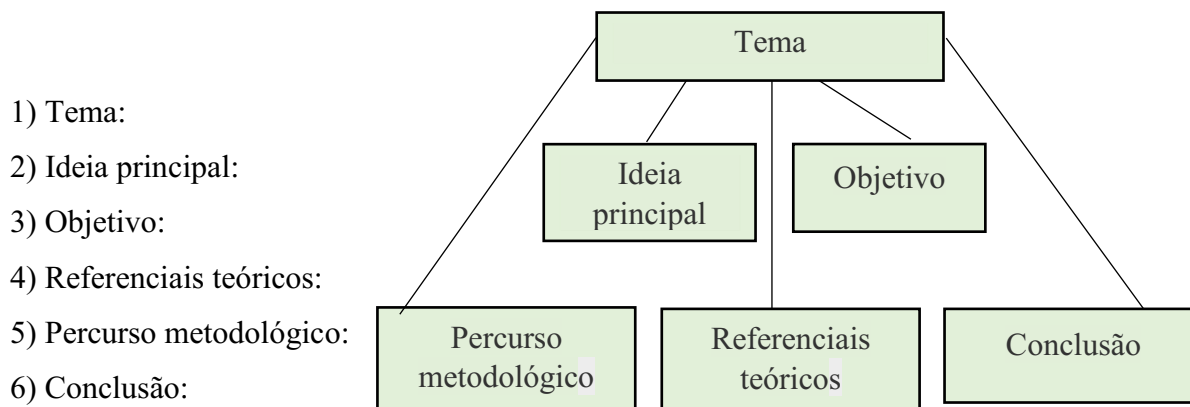 1) Tema:
2) Ideia principal:
3) Objetivo:
4) Referenciais teóricos:
5) Percurso metodológico:
6) Conclusão:
Tema
Ideia
principal
Objetivo
Percurso
metodológico
Referenciais
teóricos
Conclusão